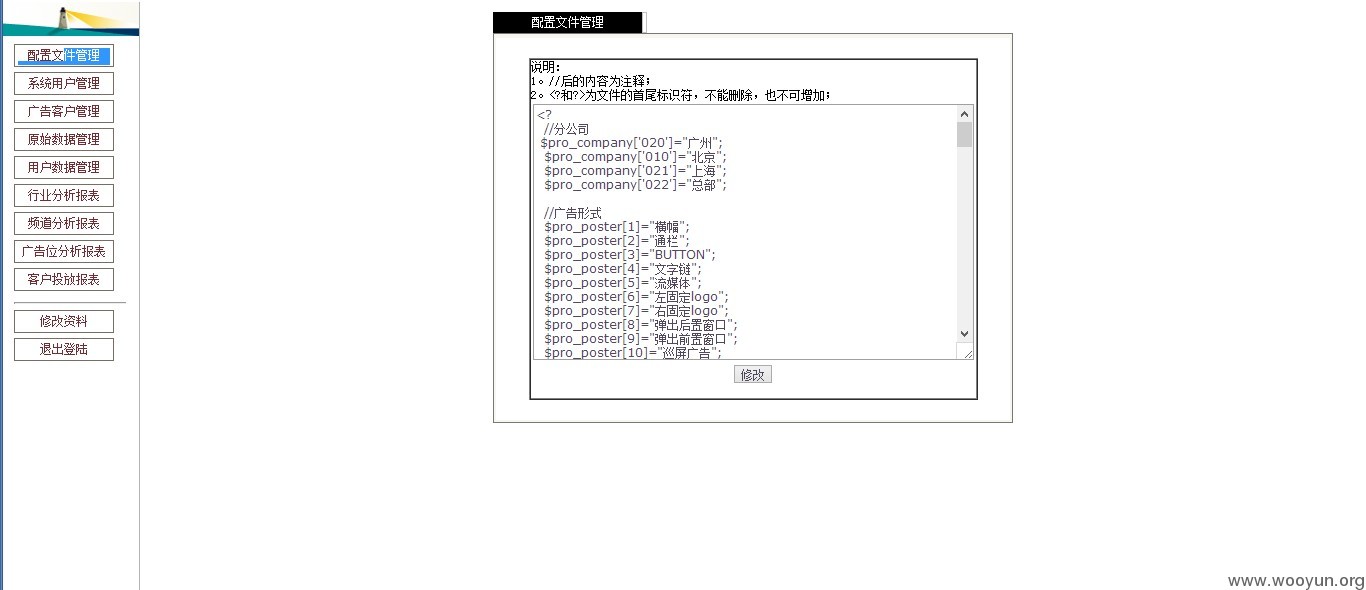 配置文件管理
系统用户管理
广告客户管理
原始数据管理
用户数据管理
行业分析报表
频道分析报表
广告位分析报表
客户投放报表
修改资料
退出登陆
配置文件管理
说明:
1。//后的内容为注释;
2。<?和?>为文件的首尾标识符，不能删除，也不可增加;
<?
//分公司
$pro_company['020']="广州";
$pro_company['010']="北京";
$pro_company['021']="上海";
$pro_company['022']="总部";
//广告形式
$pro_poster[1]="横幅";
$pro_poster[2]="通栏";
$pro_poster[3]="BUTTON";
$pro_poster[4]="文字链";
$pro_poster[5]="流媒体";
$pro_poster[6]="左固定logo";
$pro_poster[7]="右固定logo";
$pro_poster[8]="弹出后置窗口";
$pro_poster[9]="弹出前置窗口";
$pro_poster[10]="巡屏广告";
修改
www.wooyun.org